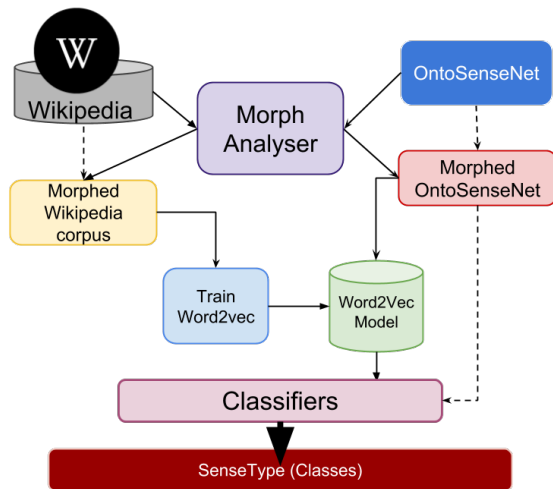 W
Wikipedia
OntoSenseNet
Morph
Analyser
Morphed
Wikipedia
corpus
Morphed
OntoSenseNet
Train
Word2vec
Word2Vec
Model
Classifiers
SenseType (Classes)